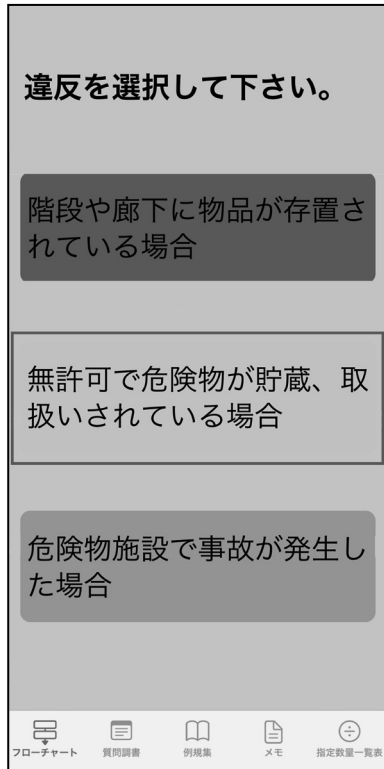 違反を選択して下さい。
階段や廊下に物品が存置さ
れている場合
無許可で危険物が貯蔵、取
扱いされている場合
危険物施設で事故が発生し
た場合
フローチャート
質問調書
例規集
メモ
指定数量一覧表